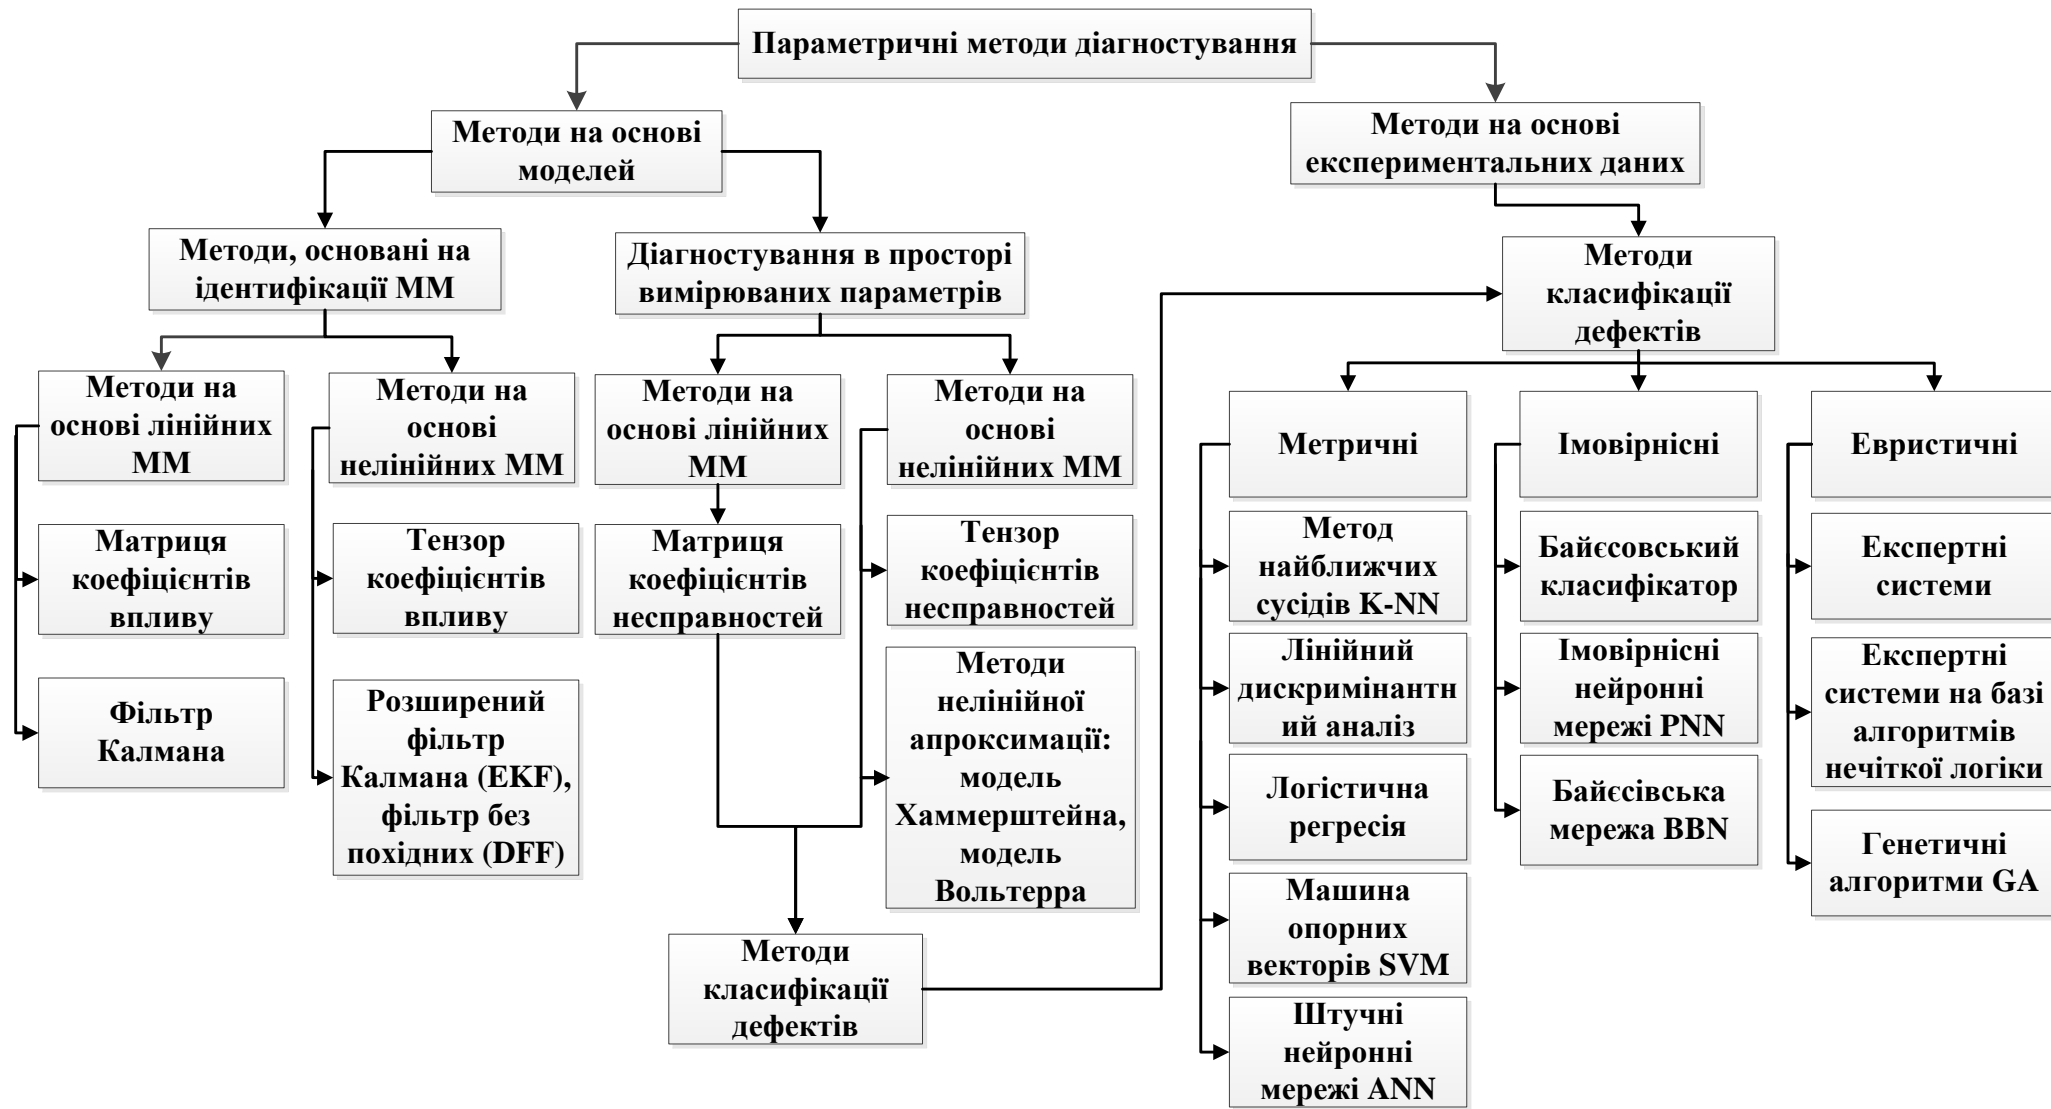 Параметричні методи діагностування
Методи на основі
моделей
Методи на основі
експериментальних даних
Методи, основані на
ідентифікації ММ
Діагностування в просторі
вимірюваних параметрів
Методи
класифікації
дефектів
Методи на
основі лінійних
ММ
Методи на
основі
нелінійних ММ
Методи на
основі лінійних
ММ
Методи на
основі
нелінійних ММ
Метричні
Імовірнісні
Евристичні
Матриця
коефіцієнтів
впливу
Тензор
коефіцієнтів
впливу
Матриця
коефіцієнтів
несправностей
Тензор
коефіцієнтів
несправностей
Метод
найближчих
сусідів K-NN
Байєсовський
класифікатор
Експертні
системи
Фільтр
Калмана
Розширений
фільтр
Калмана (EKF),
фільтр без
похідних (DFF)
Методи
нелінійної
апроксимації:
модель
Хаммерштейна,
модель
Вольтерра
Лінійний
дискримінантн
ий аналіз
Імовірнісні
нейронні
мережі PNN
Експертні
системи на базі
алгоритмів
нечіткої логіки
Логістична
регресія
Байєсівська
мережа BBN
Генетичні
алгоритми GA
Машина
опорних
векторів SVM
Методи
класифікації
дефектів
Штучні
нейронні
мережі ANN